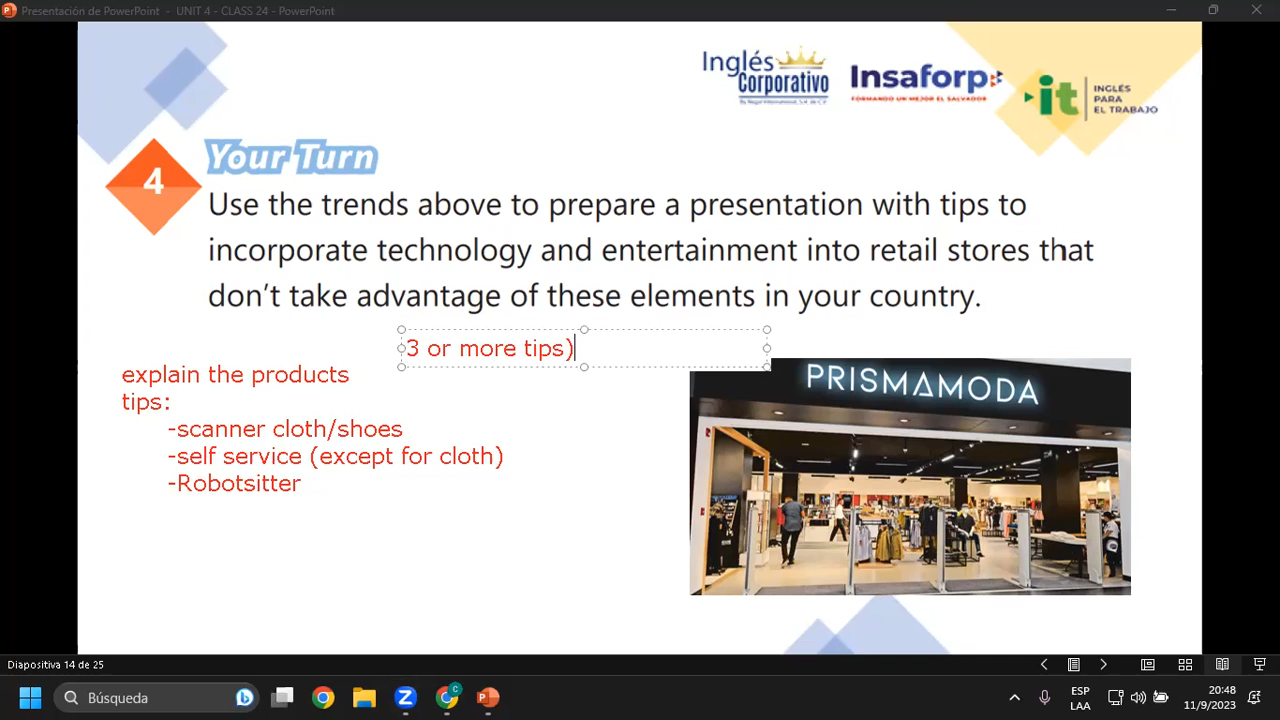 Presentación de PowerPoint - UNIT 4 - CLASS 24 - PowerPoint
Inglés
Corporativo
By Regal International, S.A. de C.V.
Insaforp
FORMANDO UN MEJOR EL SALVADOR
it
INGLÉS
PARA
EL TRABAJO
4
Your Turn
Use the trends above to prepare a presentation with tips to
incorporate technology and entertainment into retail stores that
don't take advantage of these elements in your country.
3 or more tips)
explain the products
tips:
-scanner cloth/shoes
-self service (except for cloth)
-Robotsitter
PRISMAMODA
Diapositiva 14 de 25
Búsqueda
C
ESP
LAA
20:48
11/9/2023